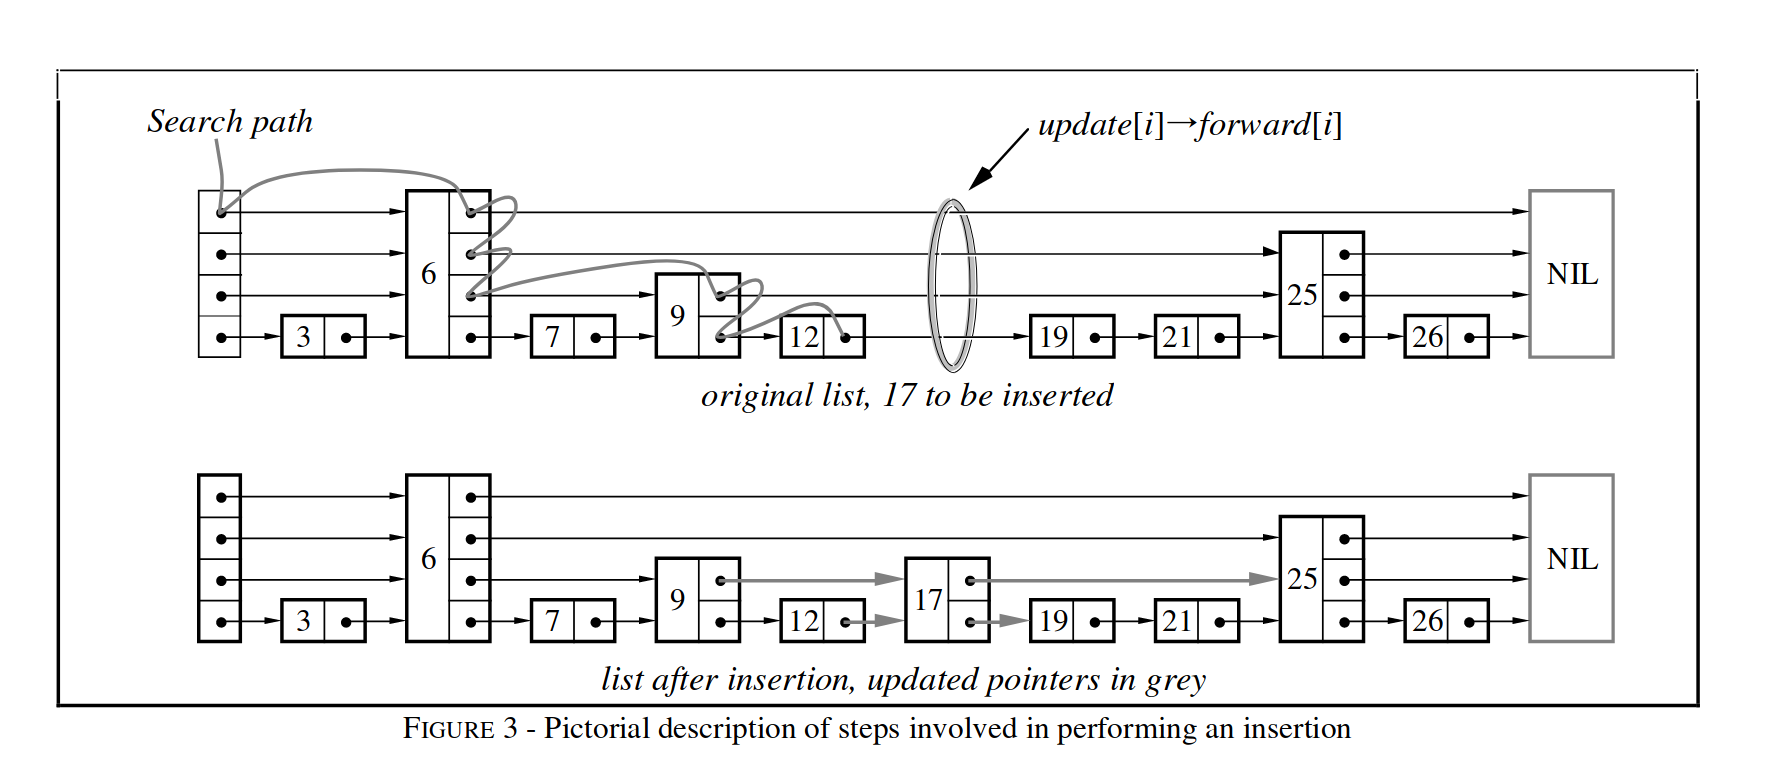 Search path
update[i]→forward[i]
6
25
NIL
9
3
7
12
19
21
26
original list, 17 to be inserted
6
25
NIL
9
17
3
7
12
19
21
26
list after insertion, updated pointers in grey
FIGURE 3 - Pictorial description of steps involved in performing an insertion